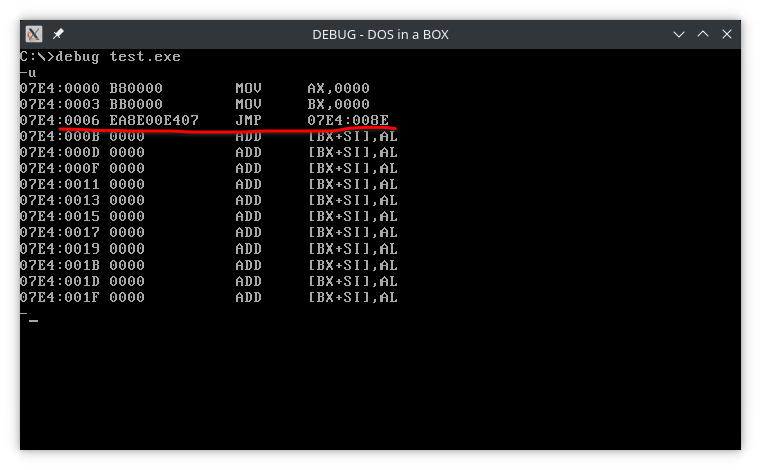 DEBUG - DOS in a BOX
C:\>debug test.exe
-u
07E4:0000 B80000 MOV AX,0000
07E4:0003 BB0000 MOV BX,0000
07E4:0006 EA8E00E407 JMP 07E4:008E
07E4:000B 0000 ADD [BX+SI],AL
07E4:000D 0000 ADD [BX+SI],AL
07E4:000F 0000 ADD [BX+SI],AL
07E4:0011 0000 ADD [BX+SI],AL
07E4:0013 0000 ADD [BX+SI],AL
07E4:0015 0000 ADD [BX+SI],AL
07E4:0017 0000 ADD [BX+SI],AL
07E4:0019 0000 ADD [BX+SI],AL
07E4:001B 0000 ADD [BX+SI],AL
07E4:001D 0000 ADD [BX+SI],AL
07E4:001F 0000 ADD [BX+SI],AL
-_